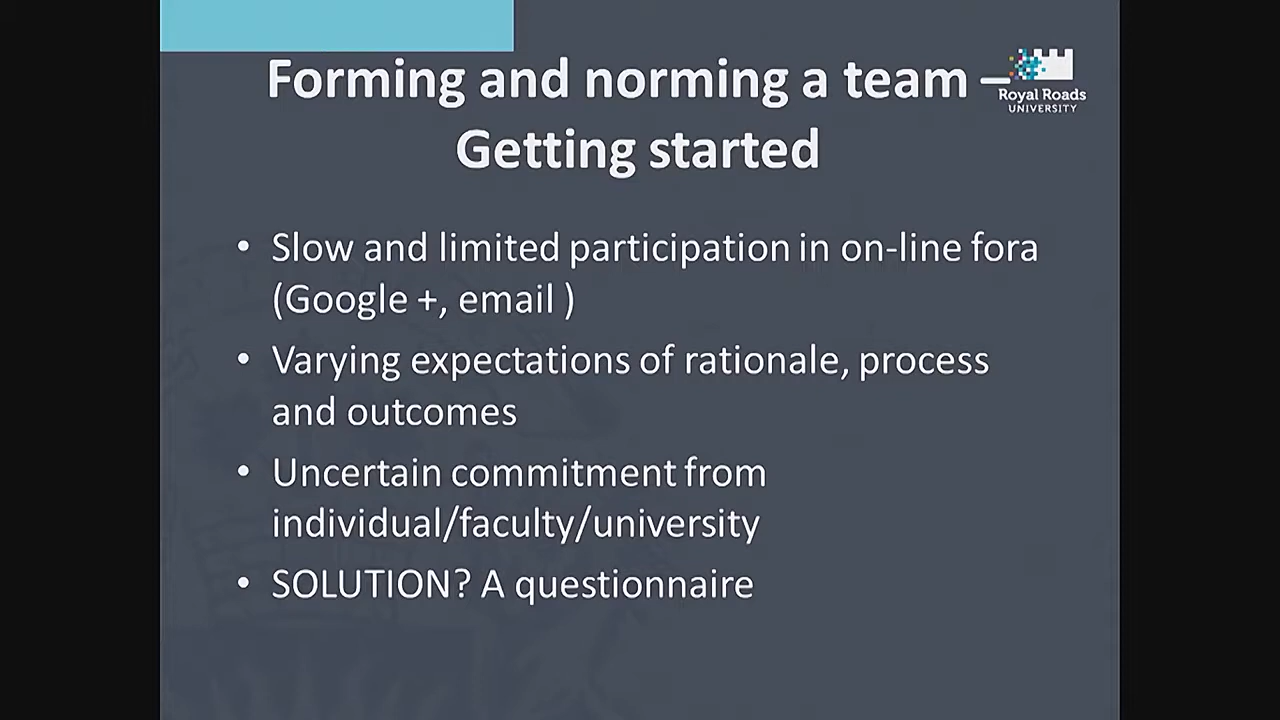 Forming and norming a team –
Getting started
Royal Roads
UNIVERSITY
• Slow and limited participation in on-line fora
(Google +, email )
• Varying expectations of rationale, process
and outcomes
• Uncertain commitment from
individual/faculty/university
• SOLUTION? A questionnaire